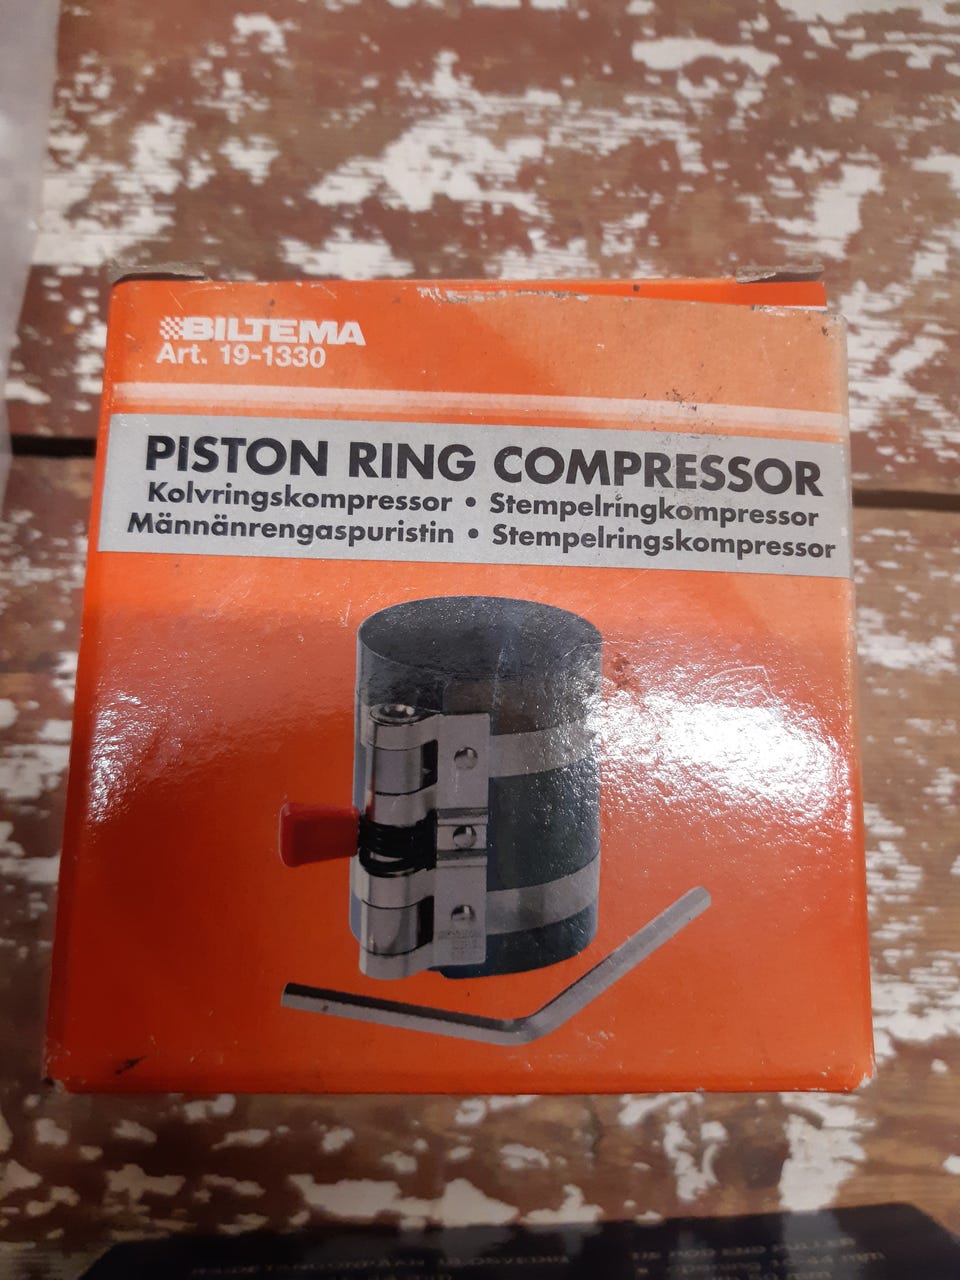 BILTEMA
Art. 19-1330
PISTON RING COMPRESSOR
Kolvringskompressor • Stempelringkompressor
Männänrengaspuristin • Stempelringskompressor